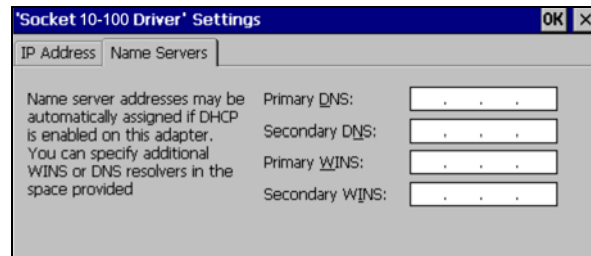 'Socket 10-100 Driver' Settings OK ×
IP Address Name Servers
Name server addresses may be
automatically assigned if DHCP
is enabled on this adapter.
You can specify additional
WINS or DNS resolvers in the
space provided
Primary DNS: . . .
Secondary DNS: . . .
Primary WINS: . . .
Secondary WINS: . . .